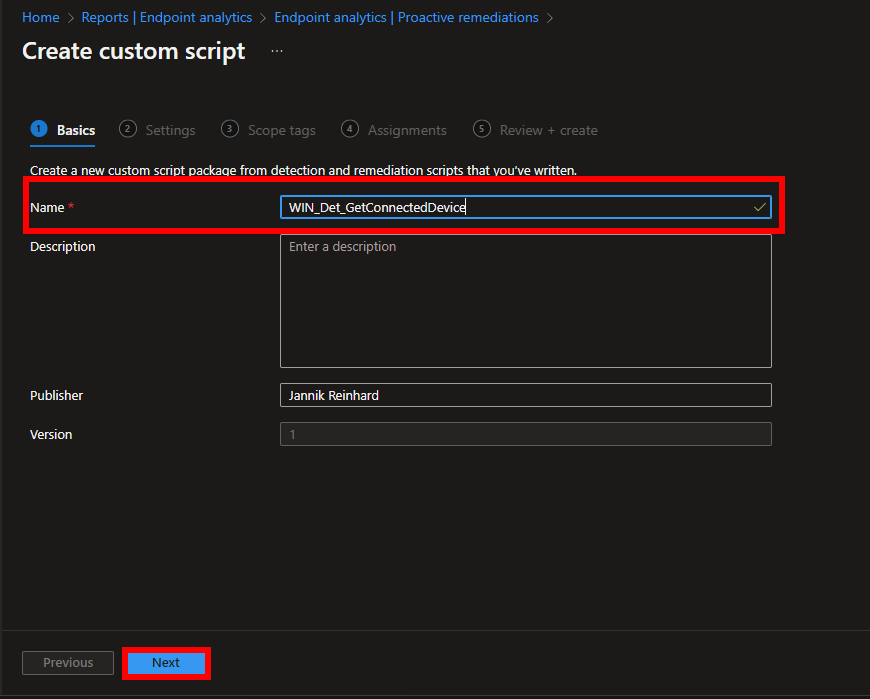 Home > Reports | Endpoint analytics > Endpoint analytics | Proactive remediations >
Create custom script ...
1 Basics 2 Settings 3 Scope tags 4 Assignments 5 Review + create
Create a new custom script package from detection and remediation scripts that you've written.
Name * WIN_Det_GetConnectedDevice
Description Enter a description
Publisher Jannik Reinhard
Version 1
Previous Next